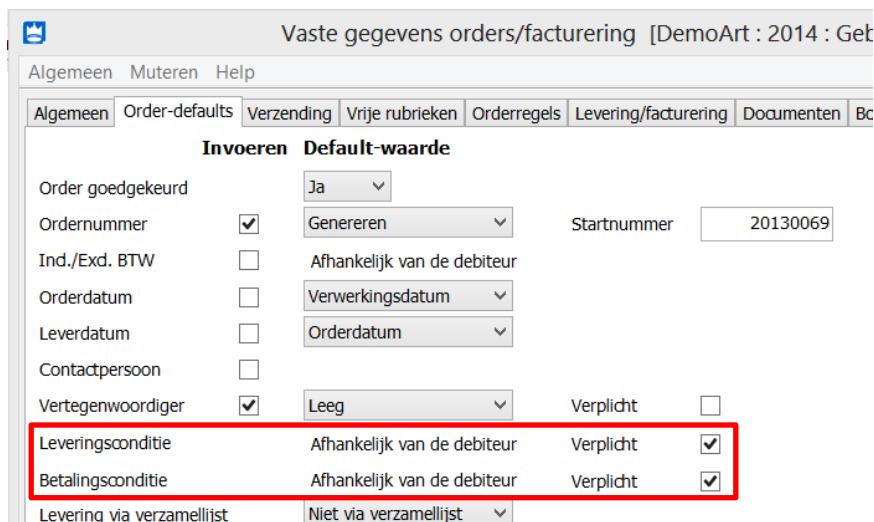 Vaste gegevens orders/facturering [DemoArt : 2014 : Geb
Algemeen Muteren Help
Algemeen Order-defaults Verzending Vrije rubrieken Orderregels Levering/facturering Documenten Bo
Invoeren Default-waarde
Order goedgekeurd Ja
Ordernummer Genereren Startnummer 20130069
Ind./Exd. BTW Afhankelijk van de debiteur
Orderdatum Verwerkingsdatum
Leverdatum Orderdatum
Contactpersoon
Vertegenwoordiger Leeg Verplicht
Leveringsconditie Afhankelijk van de debiteur Verplicht
Betalingsconditie Afhankelijk van de debiteur Verplicht
Levering via verzamellijst Niet via verzamellijst